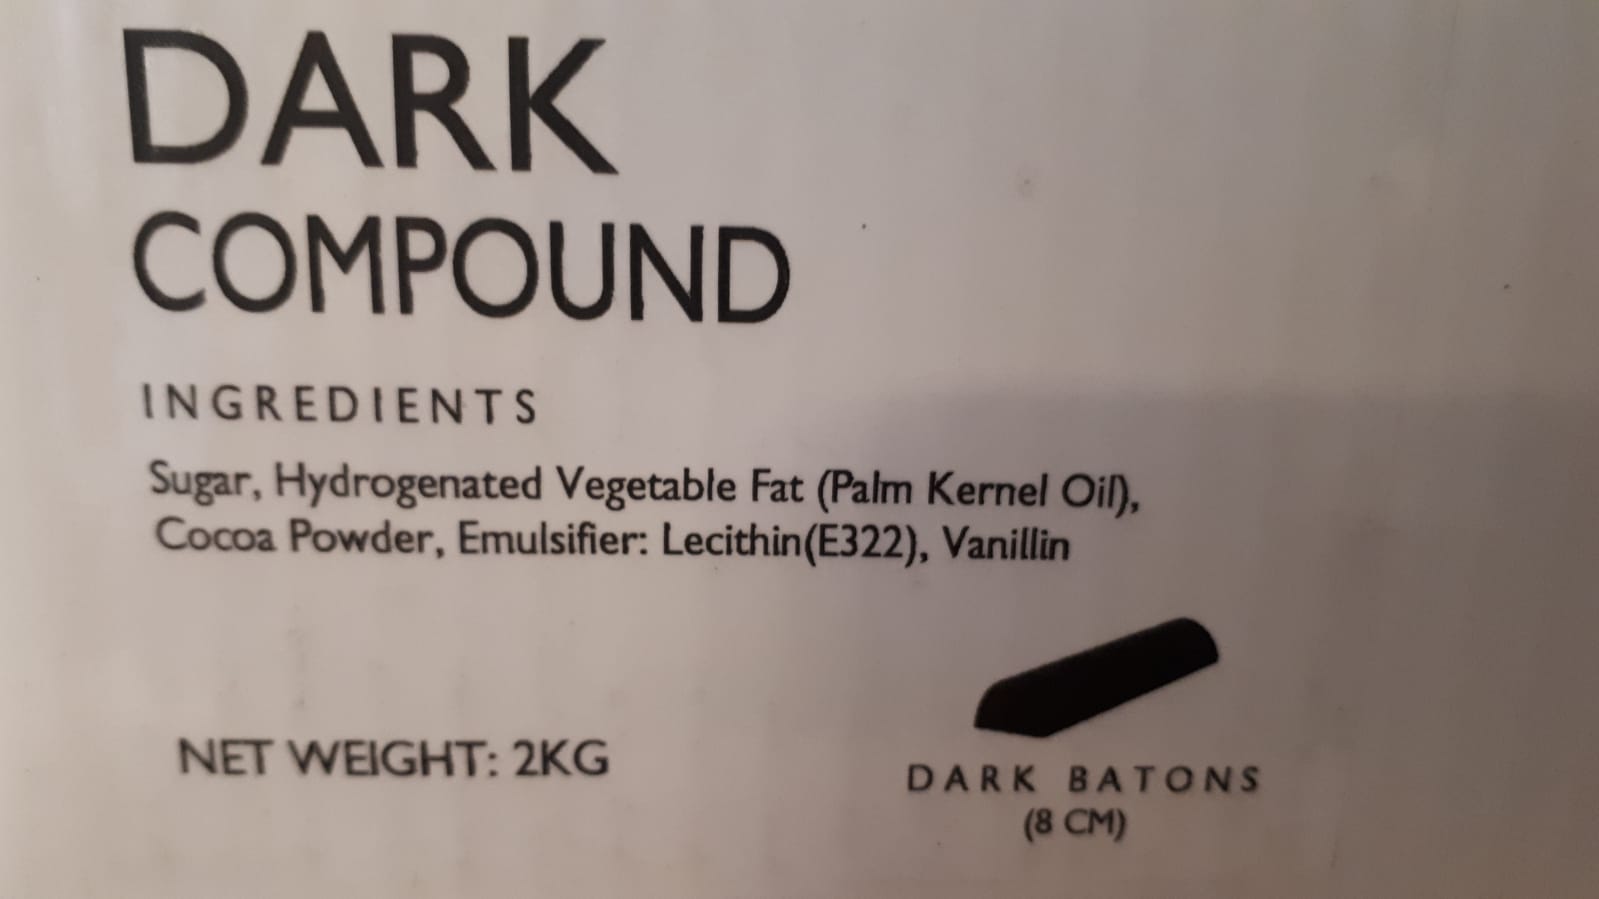 DARK
COMPOUND
INGREDIENTS
Sugar, Hydrogenated Vegetable Fat (Palm Kernel Oil),
Cocoa Powder, Emulsifier: Lecithin(E322), Vanillin
NET WEIGHT: 2KG
DARK BATONS
(8 CM)